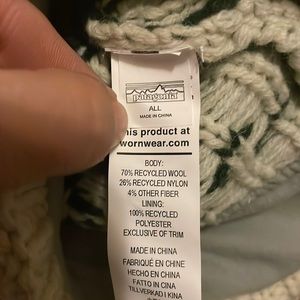 patagonia
ALL
MADE IN CHINA
this product at
wornwear.com
BODY:
70% RECYCLED WOOL
26% RECYCLED NYLON
4% OTHER FIBER
LINING:
100% RECYCLED
POLYESTER
EXCLUSIVE OF TRIM
MADE IN CHINA
FABRIQUÉ EN CHINE
HECHO EN CHINA
FATTO IN CINA
TILLVERKAD I KINA